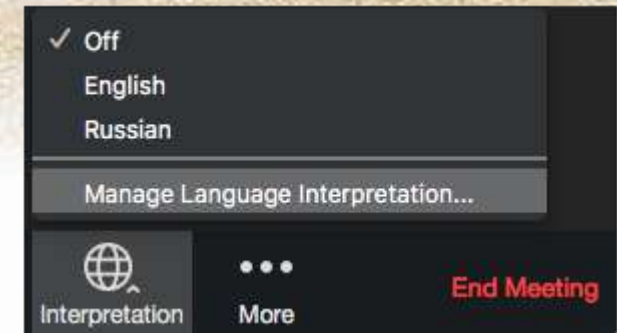 ✓ Off
English
Russian
Manage Language Interpretation...
Interpretation
More
End Meeting